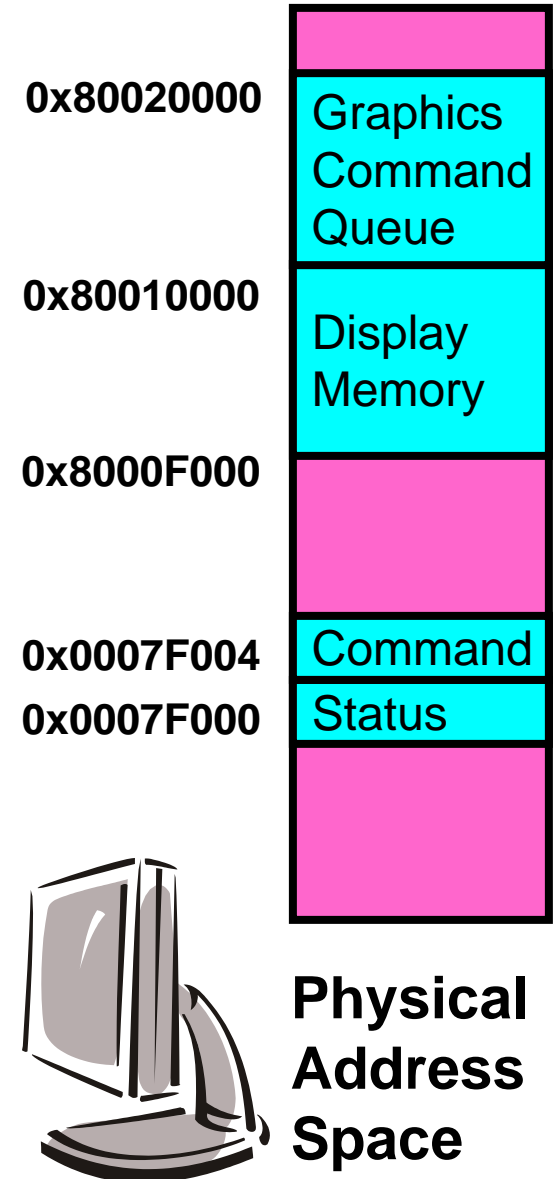 0x80020000
Graphics
Command
Queue
0x80010000
Display
Memory
0x8000F000
0x0007F004
Command
0x0007F000
Status
Physical
Address
Space